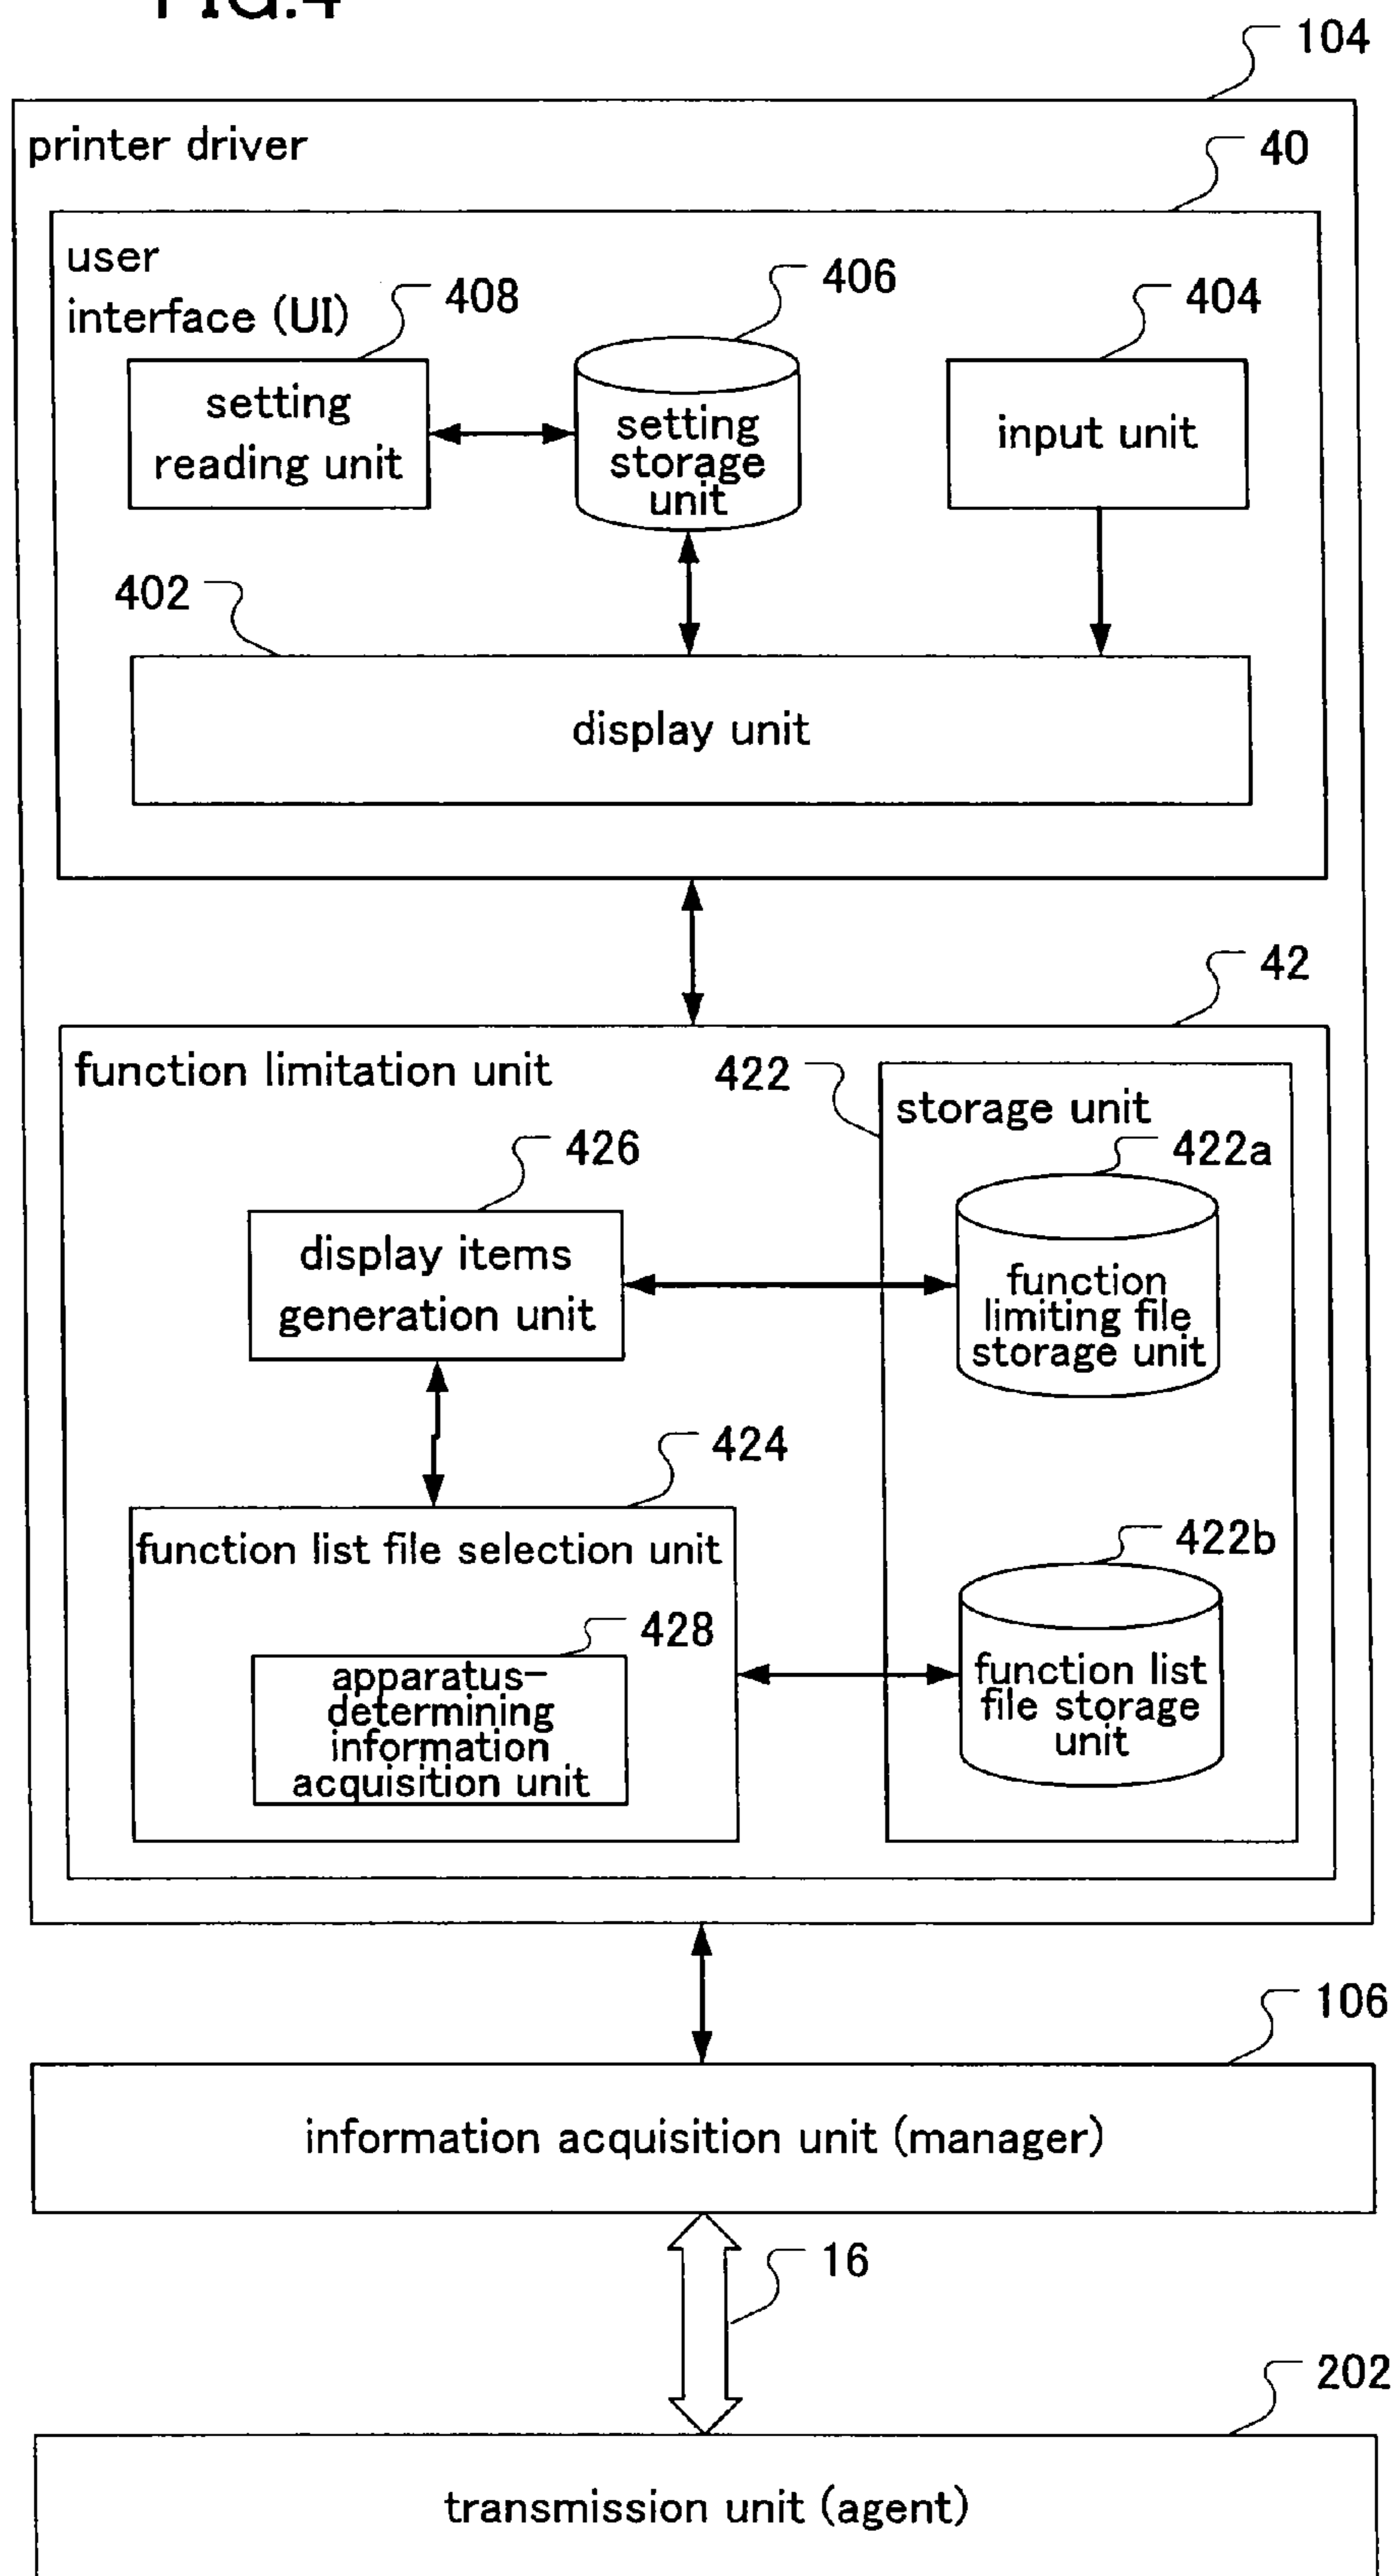 FIG.4
104
printer driver
40
user
interface (UI)
408
406
404
setting
reading unit
setting
storage
unit
input unit
402
display unit
42
function limitation unit
422
storage unit
426
422a
display items
generation unit
function
limiting file
storage unit
424
function list file selection unit
422b
428
apparatus-
determining
information
acquisition unit
function list
file storage
unit
106
information acquisition unit (manager)
16
202
transmission unit (agent)